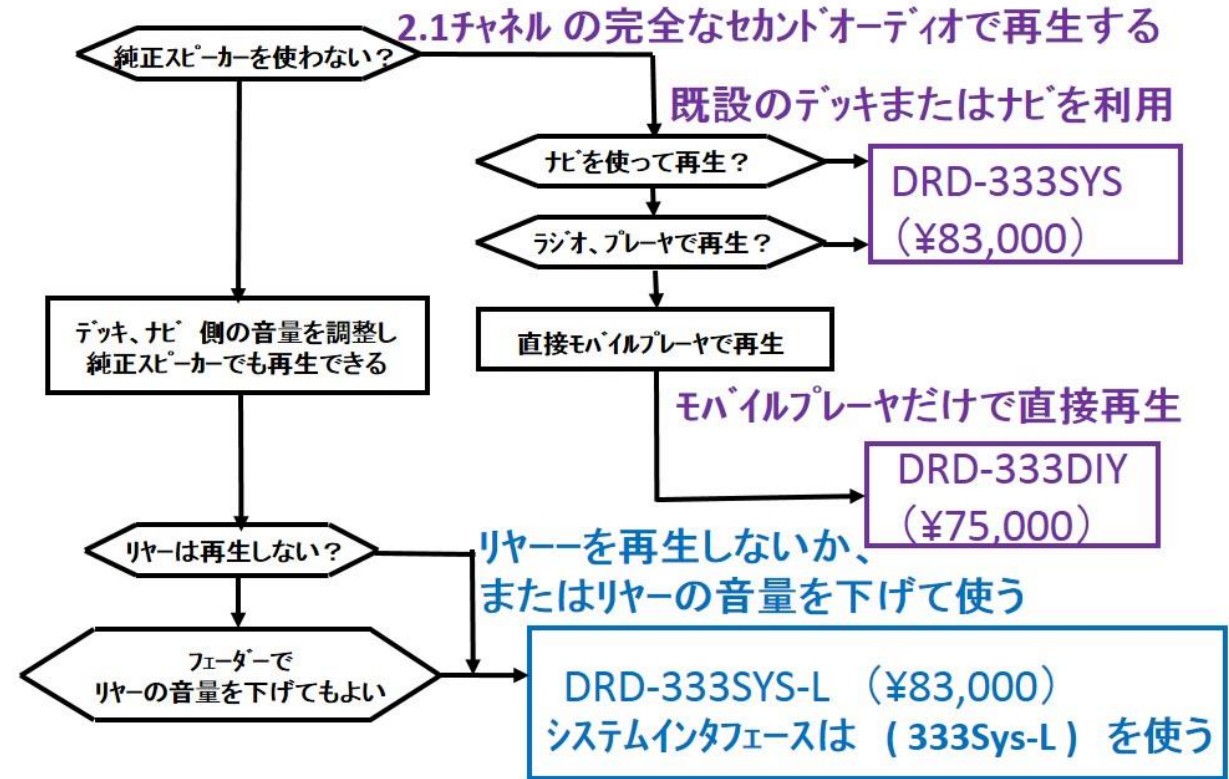 2.1ﾁｬﾈﾙ の完全なｾｶﾝﾄﾞｵｰﾃﾞｨｵで再生する
純正ｽﾋﾟｰｶｰを使わない？
既設のﾃﾞｯｷまたはﾅﾋﾞを利用
ﾅﾋﾞを使って再生？
DRD-333SYS
（¥83,000）
ﾗｼﾞｵ、ﾌﾟﾚｰﾔで再生？
ﾃﾞｯｷ、ﾅﾋﾞ 側の音量を調整し
純正ｽﾋﾟｰｶｰでも再生できる
直接ﾓﾊﾞｲﾙﾌﾟﾚｰﾔで再生
ﾓﾊﾞｲﾙﾌﾟﾚｰﾔだけで直接再生
DRD-333DIY
（¥75,000）
ﾘﾔｰは再生しない？
ﾘﾔｰｰを再生しないか、
またはﾘﾔｰの音量を下げて使う
ﾌｪｰﾀﾞｰで
ﾘﾔｰの音量を下げてもよい
DRD-333SYS-L （¥83,000）
ｼｽﾃﾑｲﾝﾀﾌｪｰｽは （333Sys-L） を使う